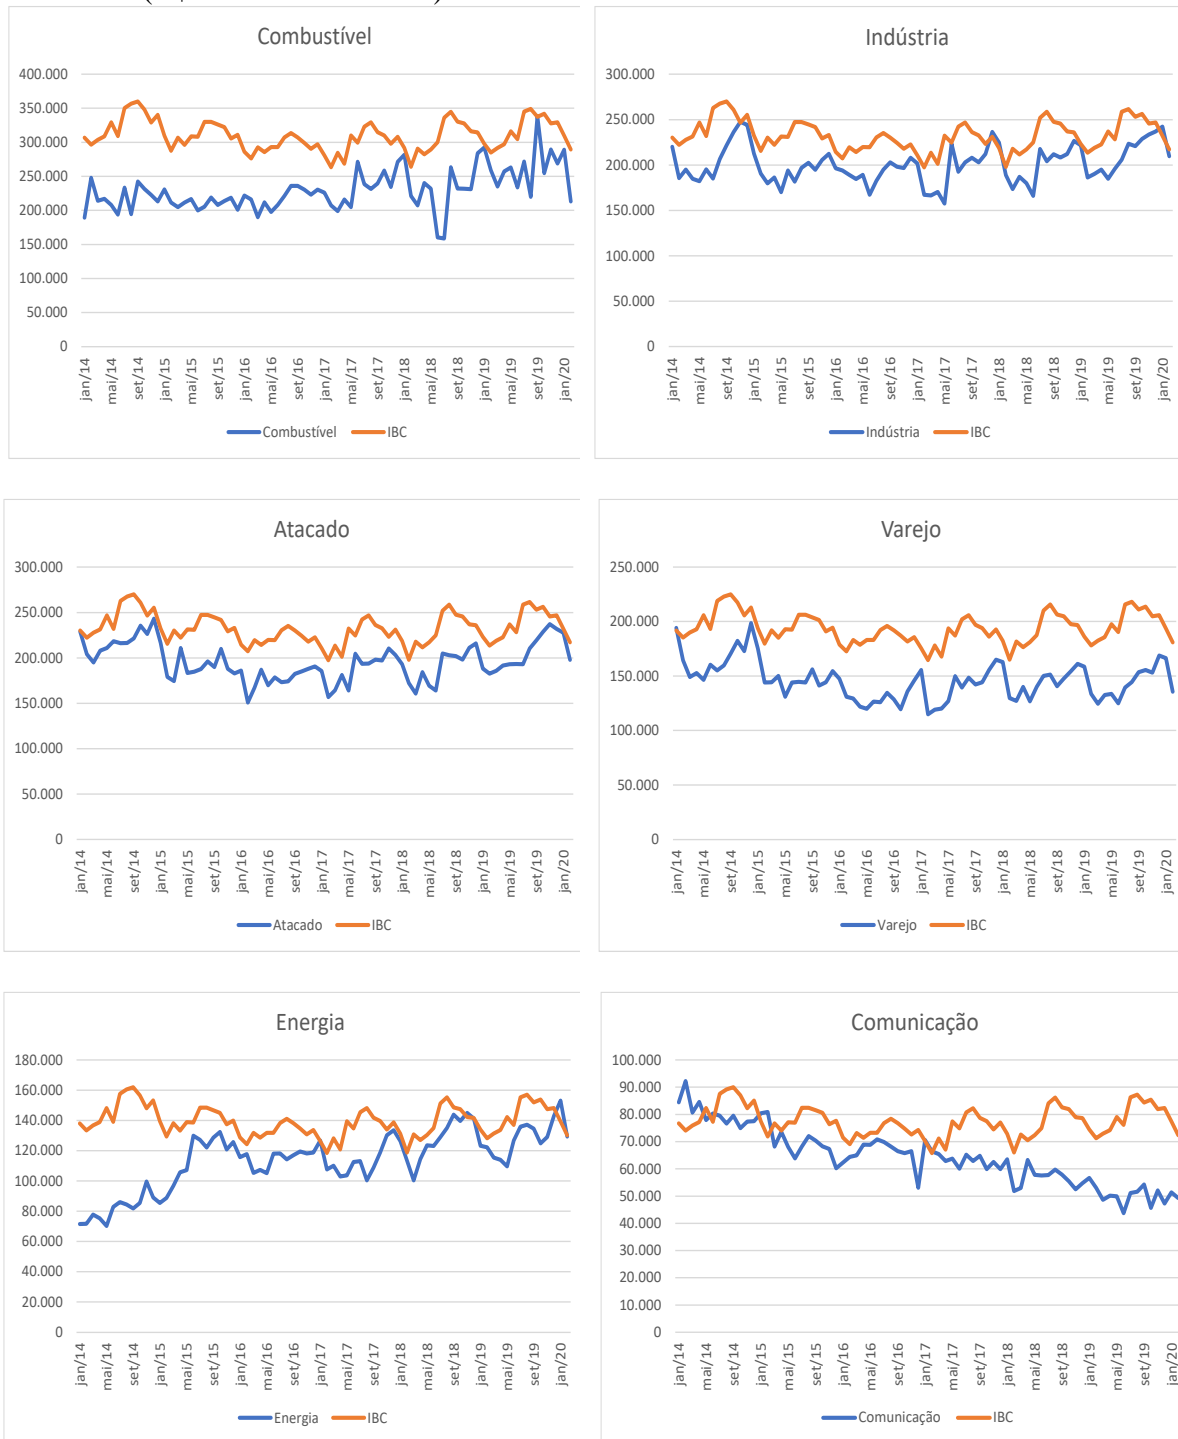 Combustível
400.000
350.000
300.000
250.000
200.000
150.000
100.000
50.000
0
jan/14
mai/14
set/14
jan/15
mai/15
set/15
jan/16
mai/16
set/16
jan/17
mai/17
set/17
jan/18
mai/18
set/18
jan/19
mai/19
set/19
jan/20
Combustível IBC
Indústria
300.000
250.000
200.000
150.000
100.000
50.000
0
jan/14
mai/14
set/14
jan/15
mai/15
set/15
jan/16
mai/16
set/16
jan/17
mai/17
set/17
jan/18
mai/18
set/18
jan/19
mai/19
set/19
jan/20
Indústria IBC
Atacado
300.000
250.000
200.000
150.000
100.000
50.000
0
jan/14
mai/14
set/14
jan/15
mai/15
set/15
jan/16
mai/16
set/16
jan/17
mai/17
set/17
jan/18
mai/18
set/18
jan/19
mai/19
set/19
jan/20
Atacado IBC
Varejo
250.000
200.000
150.000
100.000
50.000
0
jan/14
mai/14
set/14
jan/15
mai/15
set/15
jan/16
mai/16
set/16
jan/17
mai/17
set/17
jan/18
mai/18
set/18
jan/19
mai/19
set/19
jan/20
Varejo IBC
Energia
180.000
160.000
140.000
120.000
100.000
80.000
60.000
40.000
20.000
0
jan/14
mai/14
set/14
jan/15
mai/15
set/15
jan/16
mai/16
set/16
jan/17
mai/17
set/17
jan/18
mai/18
set/18
jan/19
mai/19
set/19
jan/20
Energia IBC
Comunicação
100.000
90.000
80.000
70.000
60.000
50.000
40.000
30.000
20.000
10.000
0
jan/14
mai/14
set/14
jan/15
mai/15
set/15
jan/16
mai/16
set/16
jan/17
mai/17
set/17
jan/18
mai/18
set/18
jan/19
mai/19
set/19
jan/20
Comunicação IBC